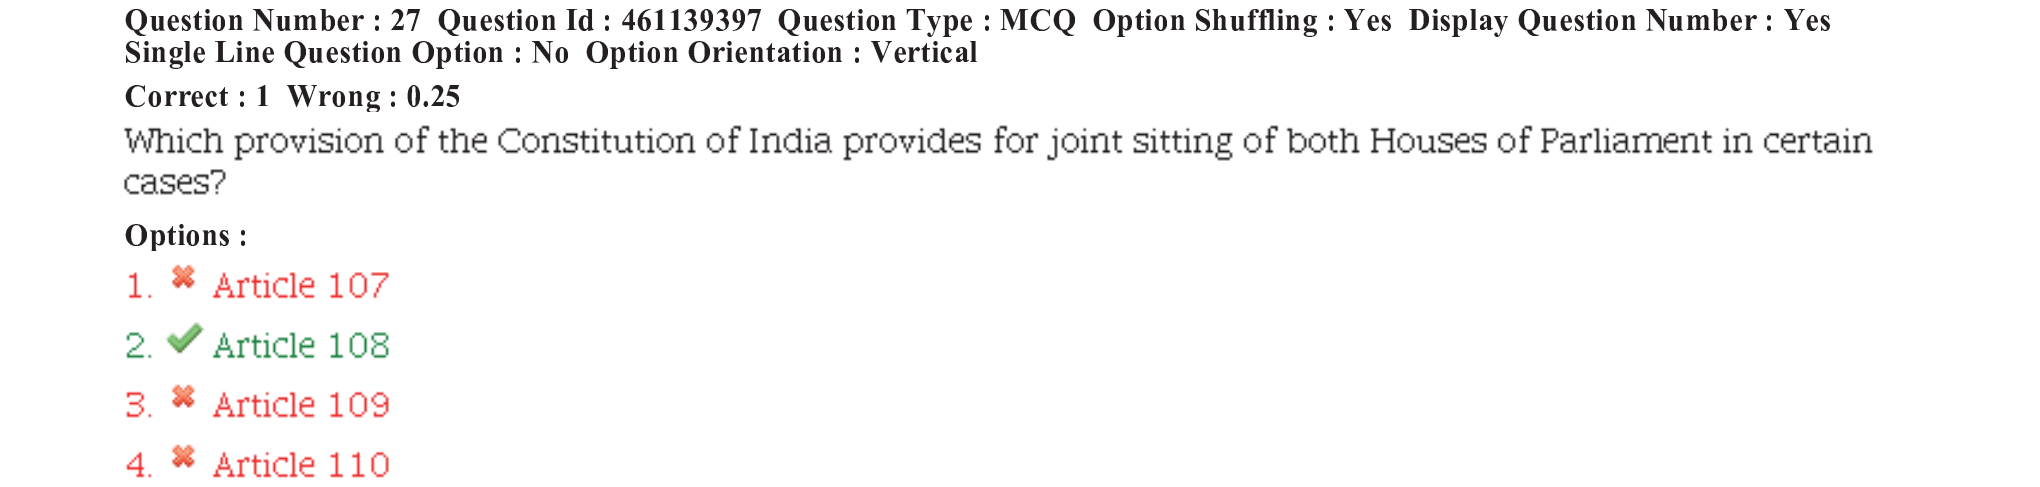 Question Number : 27 Question Id : 461139397 Question Type : MCQ Option Shuffling : Yes Display Question Number : Yes
Single Line Question Option : No Option Orientation : Vertical
Correct : 1 Wrong : 0.25
Which provision of the Constitution of India provides for joint sitting of both Houses of Parliament in certain
cases?
Options :
1. ✖ Article 107
2. ✔ Article 108
3. ✖ Article 109
4. ✖ Article 110